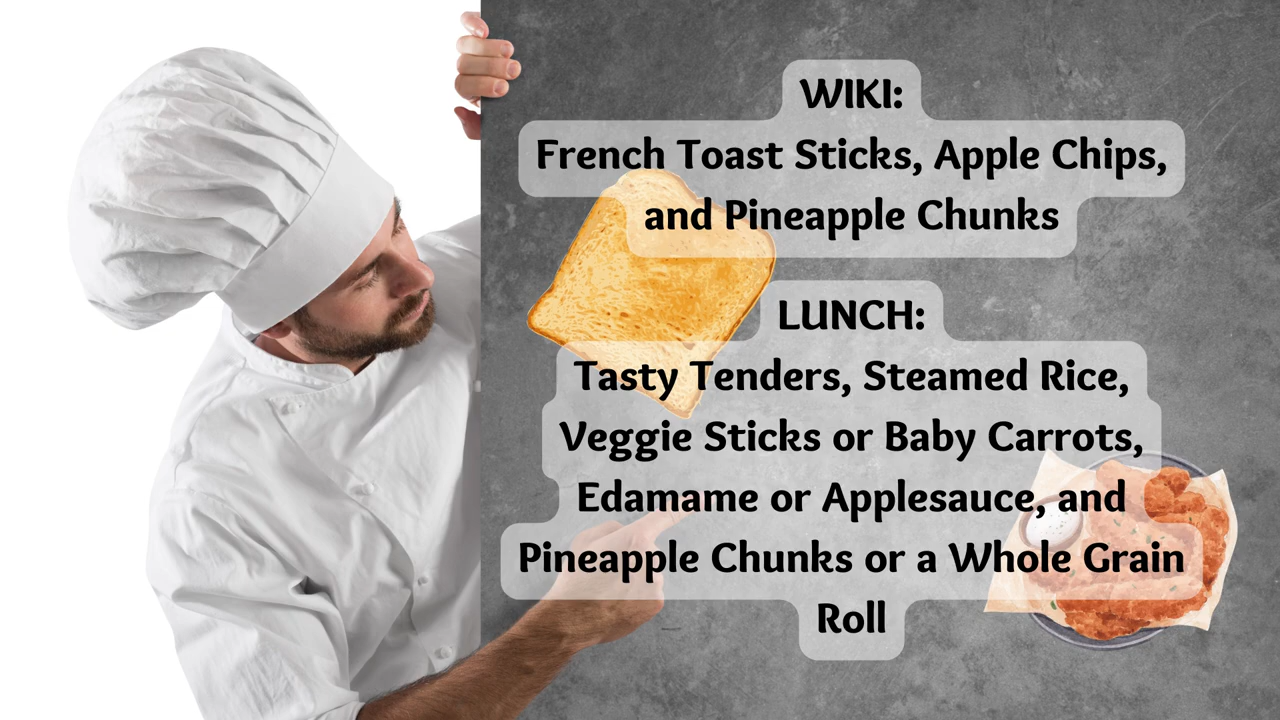 WIKI:
French Toast Sticks, Apple Chips,
and Pineapple Chunks
LUNCH:
Tasty Tenders, Steamed Rice,
Veggie Sticks or Baby Carrots,
Edamame or Applesauce, and
Pineapple Chunks or a Whole Grain
Roll